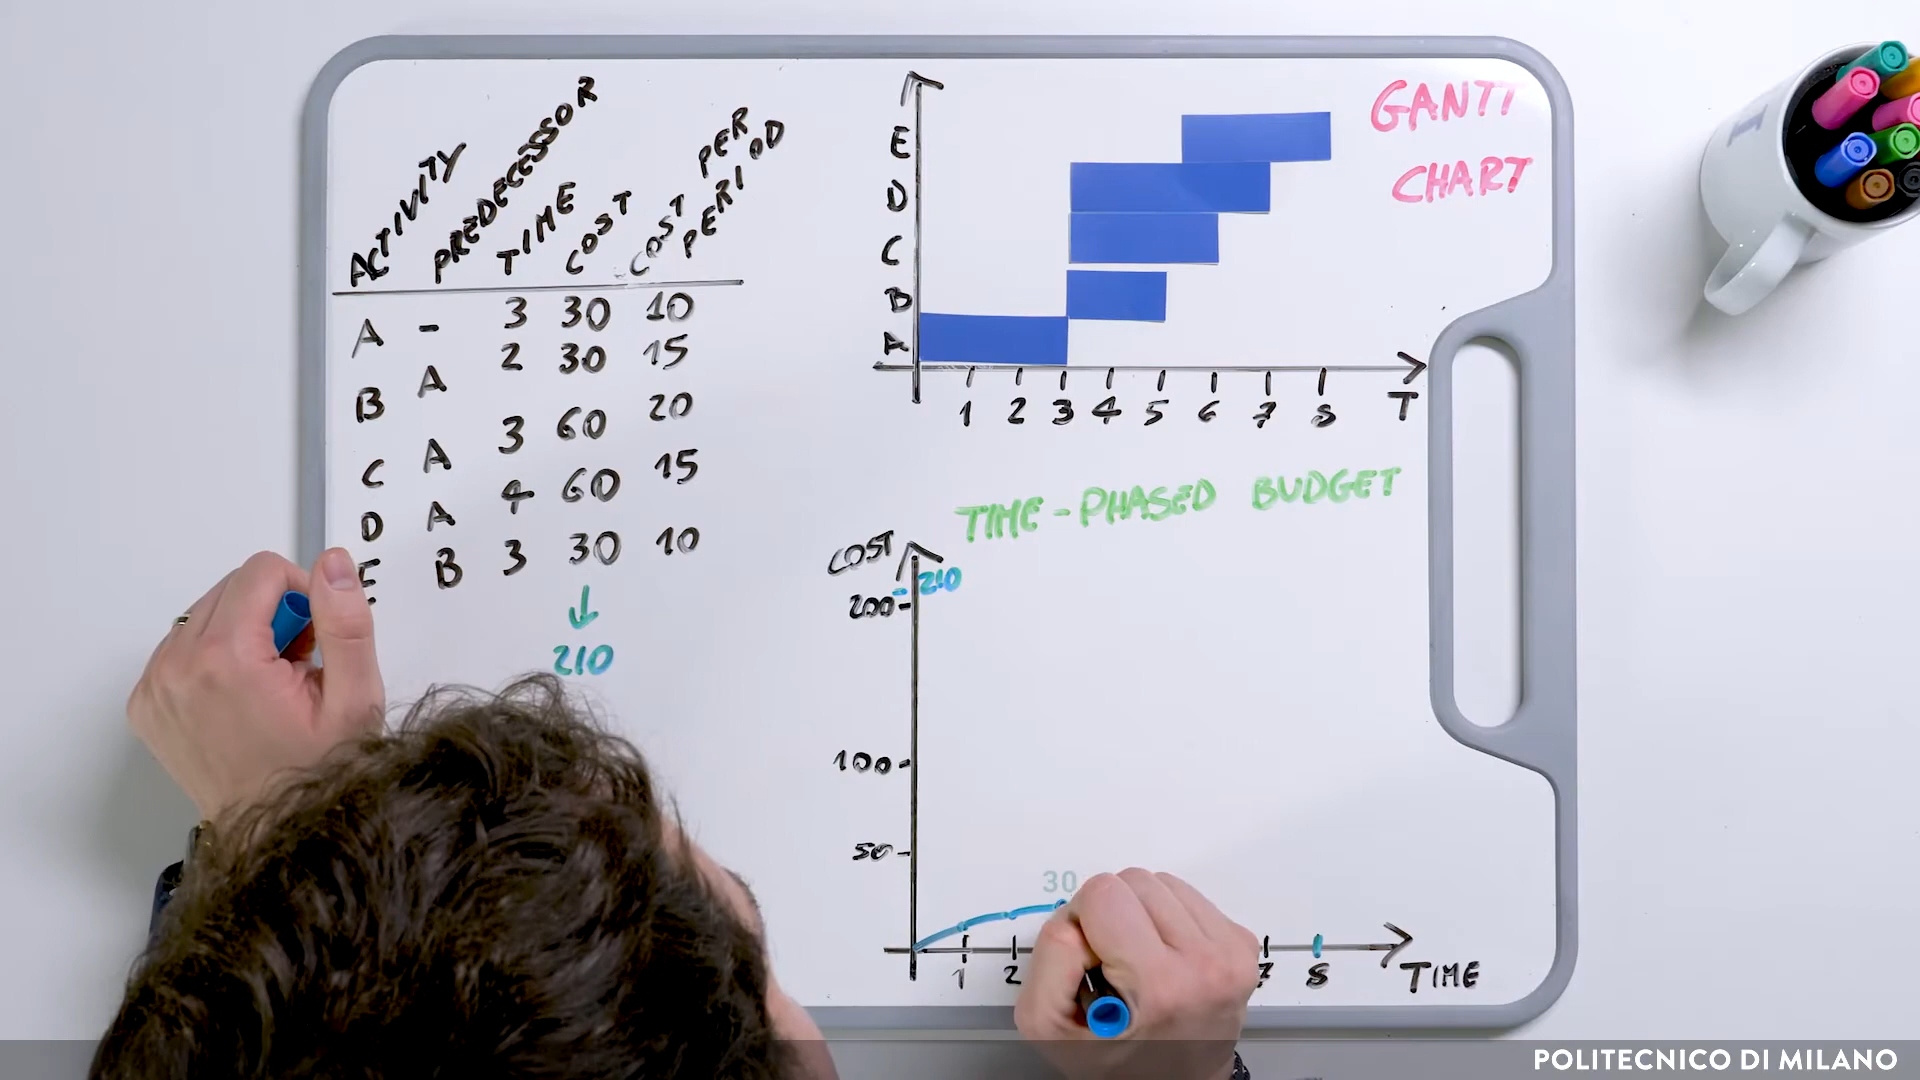 ACTIVITY PREDECESSOR TIME COST COST PER PERIOD
A - 3 30 10
B A 2 30 15
C A 3 60 20
D A 4 60 15
E B 3 30 10
↓
210
GANTT
CHART
E
D
C
B
A
1 2 3 4 5 6 7 8 T
TIME-PHASED BUDGET
COST
210
200
100
50
30
1 2 7 8 TIME
POLITECNICO DI MILANO